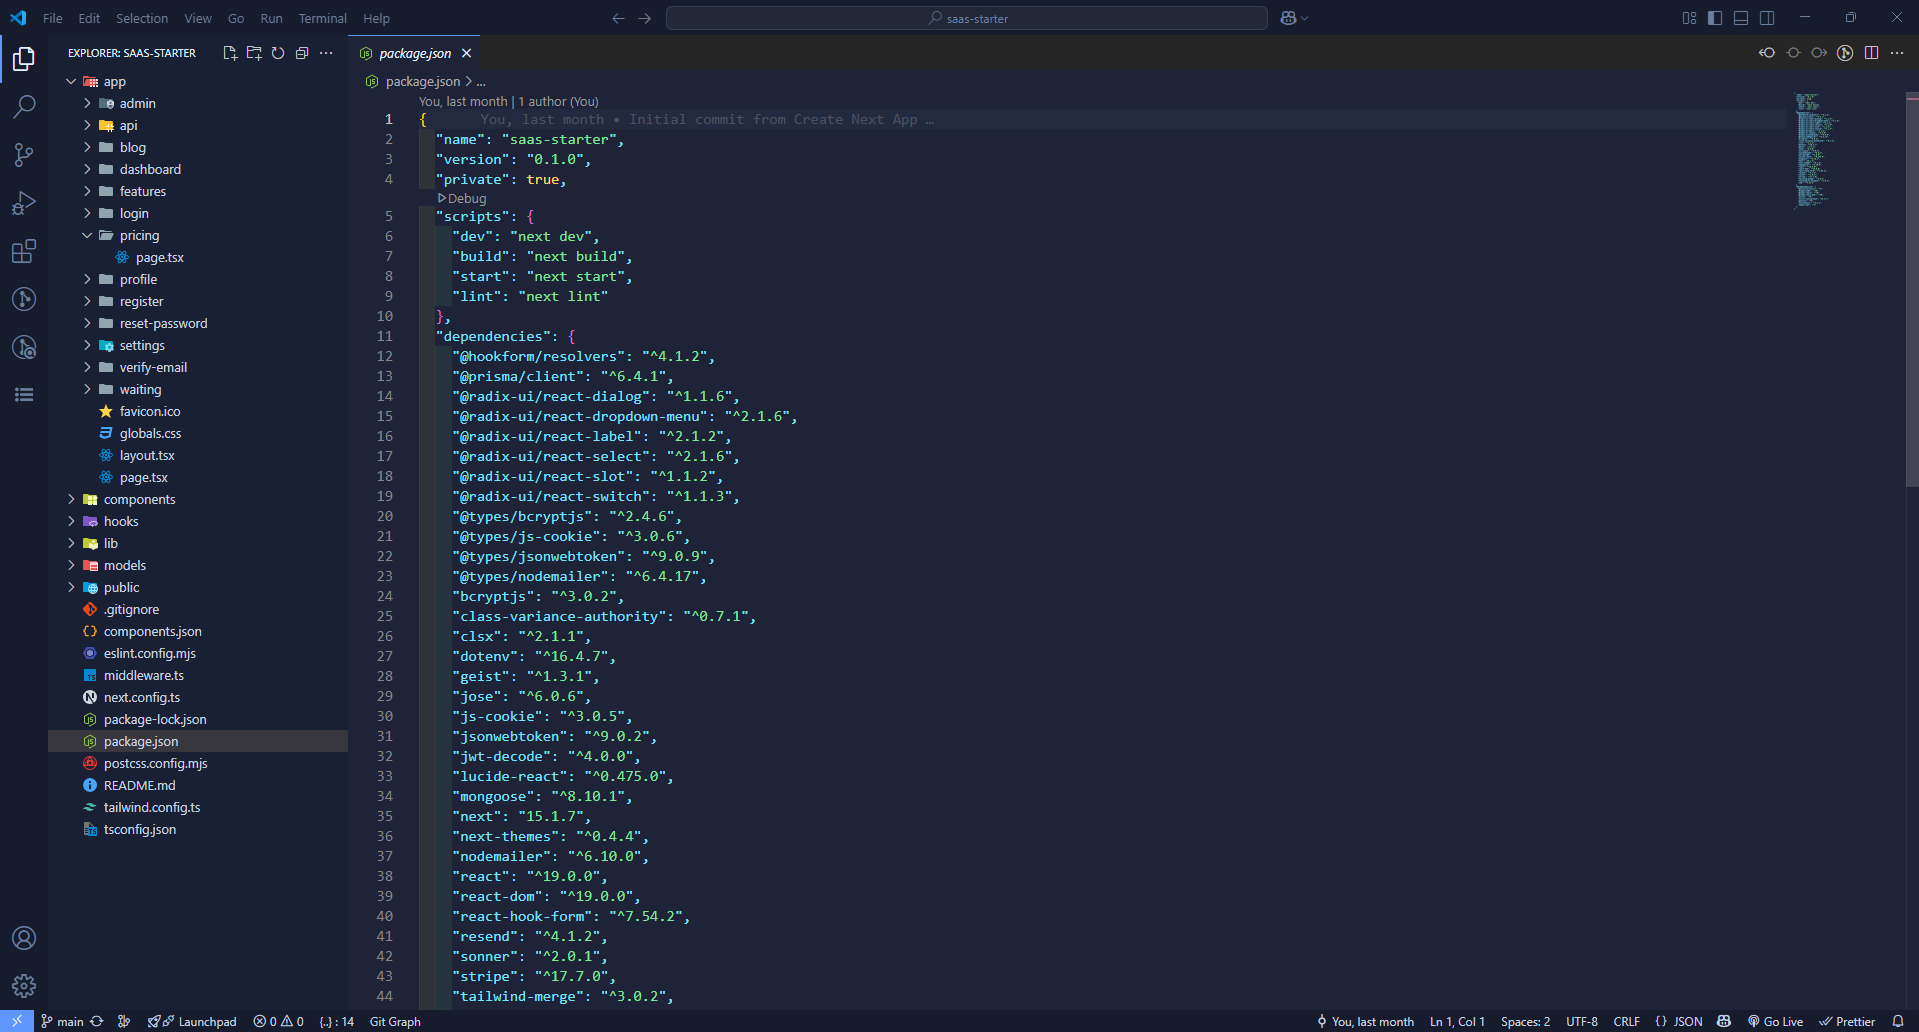 File Edit Selection View Go Run Terminal Help
saas-starter
EXPLORER: SAAS-STARTER
app
admin
api
blog
dashboard
features
login
pricing
page.tsx
profile
register
reset-password
settings
verify-email
waiting
favicon.ico
globals.css
layout.tsx
page.tsx
components
hooks
lib
models
public
.gitignore
components.json
eslint.config.mjs
middleware.ts
next.config.ts
package-lock.json
package.json
postcss.config.mjs
README.md
tailwind.config.ts
tsconfig.json
package.json
package.json > ...
You, last month | 1 author (You)
1 { You, last month • Initial commit from Create Next App …
2 "name": "saas-starter",
3 "version": "0.1.0",
4 "private": true,
Debug
5 "scripts": {
6 "dev": "next dev",
7 "build": "next build",
8 "start": "next start",
9 "lint": "next lint"
10 },
11 "dependencies": {
12 "@hookform/resolvers": "^4.1.2",
13 "@prisma/client": "^6.4.1",
14 "@radix-ui/react-dialog": "^1.1.6",
15 "@radix-ui/react-dropdown-menu": "^2.1.6",
16 "@radix-ui/react-label": "^2.1.2",
17 "@radix-ui/react-select": "^2.1.6",
18 "@radix-ui/react-slot": "^1.1.2",
19 "@radix-ui/react-switch": "^1.1.3",
20 "@types/bcryptjs": "^2.4.6",
21 "@types/js-cookie": "^3.0.6",
22 "@types/jsonwebtoken": "^9.0.9",
23 "@types/nodemailer": "^6.4.17",
24 "bcryptjs": "^3.0.2",
25 "class-variance-authority": "^0.7.1",
26 "clsx": "^2.1.1",
27 "dotenv": "^16.4.7",
28 "geist": "^1.3.1",
29 "jose": "^6.0.6",
30 "js-cookie": "^3.0.5",
31 "jsonwebtoken": "^9.0.2",
32 "jwt-decode": "^4.0.0",
33 "lucide-react": "^0.475.0",
34 "mongoose": "^8.10.1",
35 "next": "15.1.7",
36 "next-themes": "^0.4.4",
37 "nodemailer": "^6.10.0",
38 "react": "^19.0.0",
39 "react-dom": "^19.0.0",
40 "react-hook-form": "^7.54.2",
41 "resend": "^4.1.2",
42 "sonner": "^2.0.1",
43 "stripe": "^17.7.0",
44 "tailwind-merge": "^3.0.2",
main Launchpad 0 0 {..} : 14 Git Graph You, last month Ln 1, Col 1 Spaces: 2 UTF-8 CRLF { } JSON Go Live Prettier